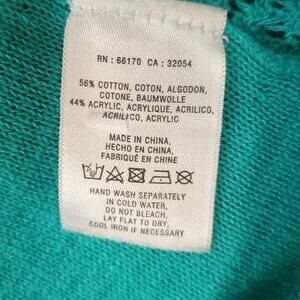 RN : 66170 CA : 32054
56% COTTON, COTON, ALGODON,
COTONE, BAUMWOLLE
44% ACRYLIC, ACRYLIQUE, ACRILICO,
ACRILICO, ACRYLIC
MADE IN CHINA,
HECHO EN CHINA,
FABRIQUÉ EN CHINE
HAND WASH SEPARATELY
IN COLD WATER,
DO NOT BLEACH,
LAY FLAT TO DRY,
COOL IRON IF NECESSARY